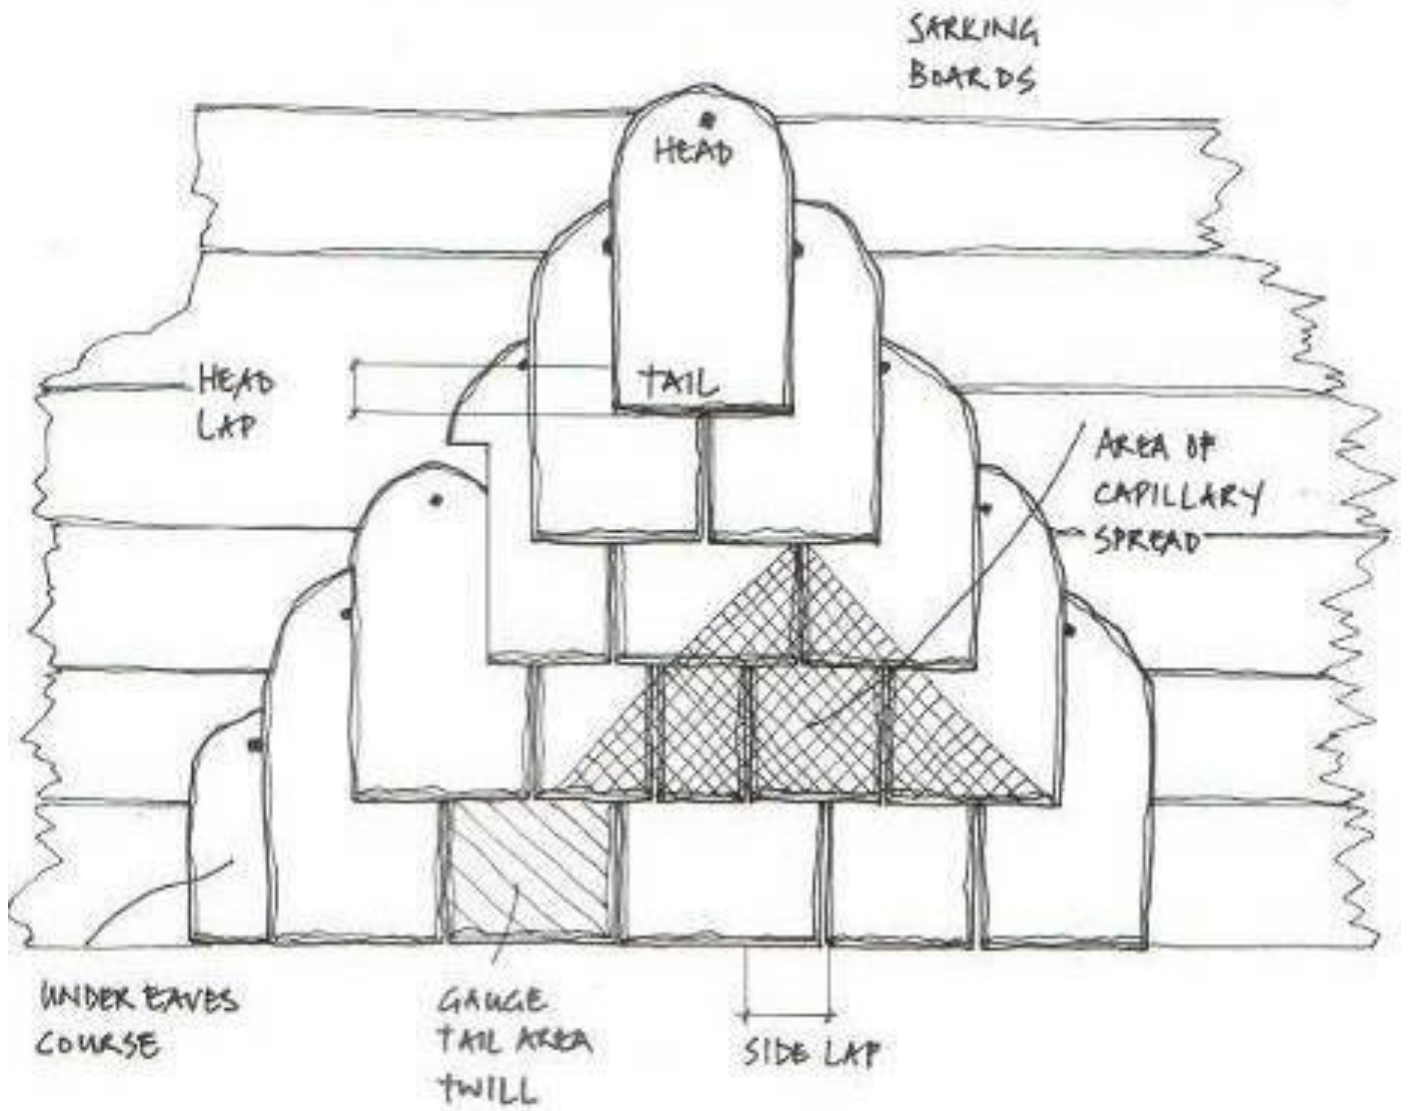 SARKING
BOARDS
HEAD
TAIL
HEAD
LAP
AREA OF
CAPILLARY
SPREAD
UNDER EAVES
COURSE
GAUGE
TAIL AREA
TWILL
SIDE LAP